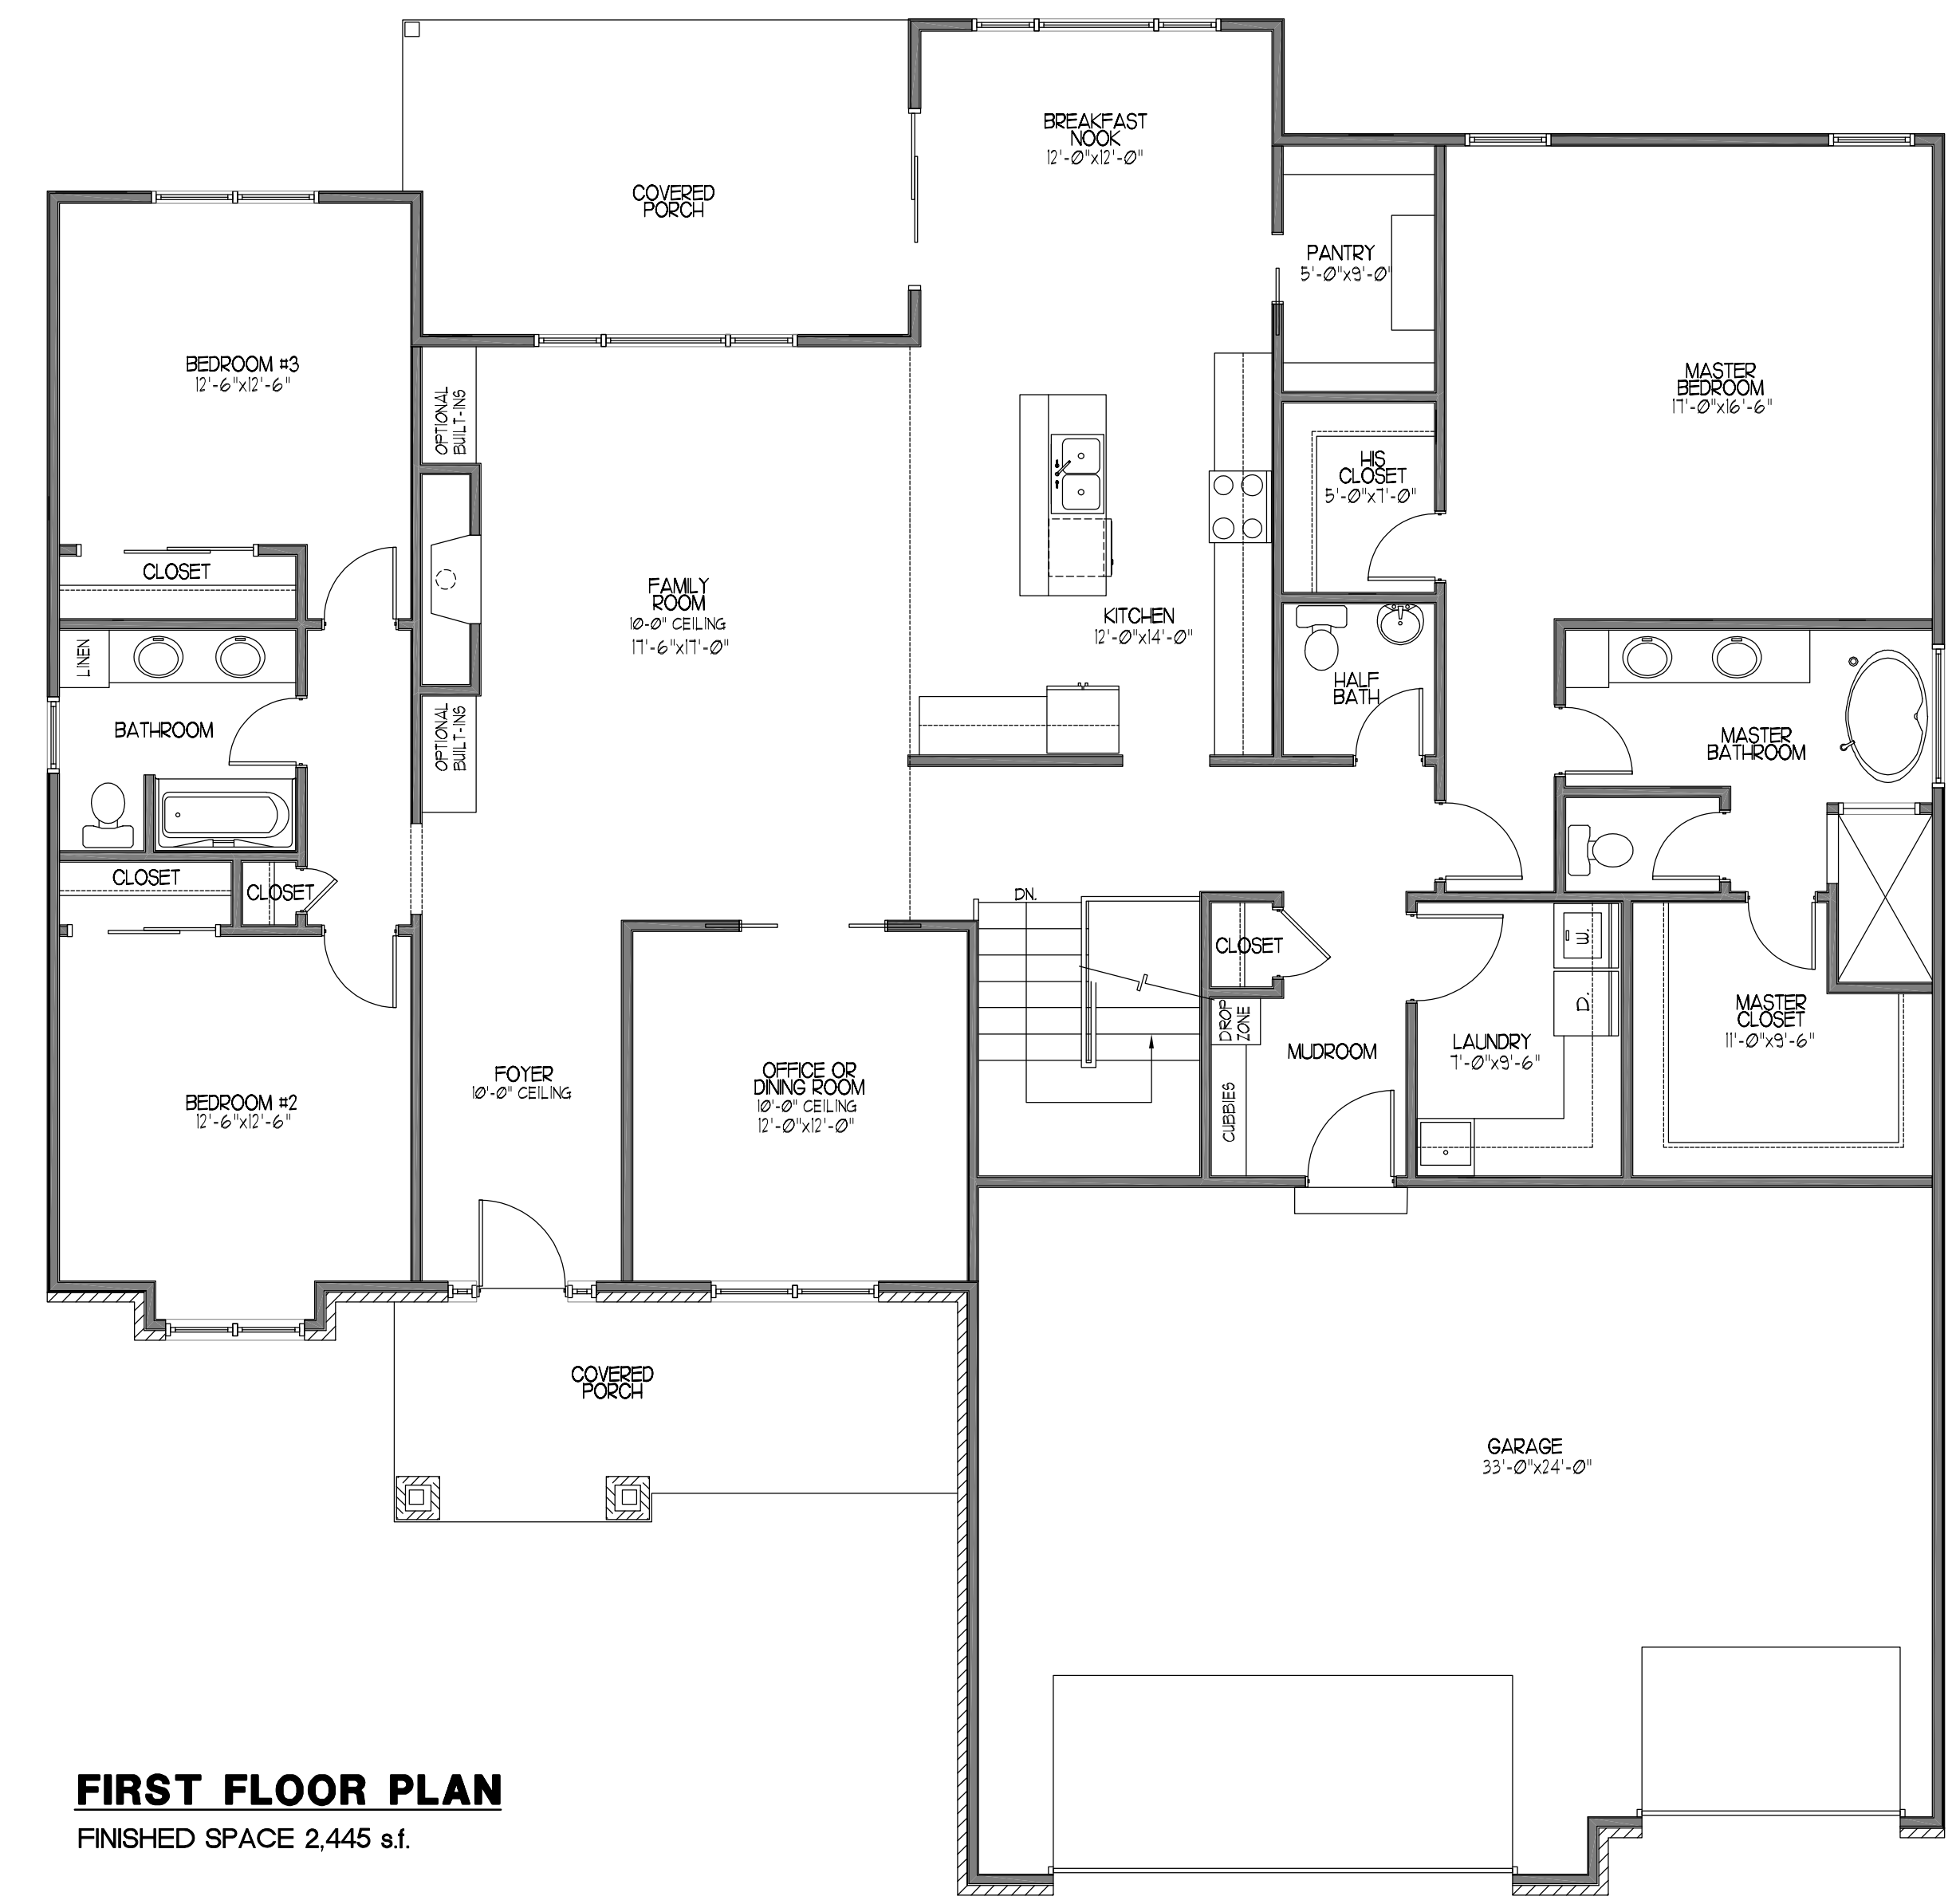 BREAKFAST
NOOK
12'-0"x12'-0"
COVERED
PORCH
PANTRY
5'-0"x9'-0"
BEDROOM #3
12'-6"x12'-6"
OPTIONAL
BUILT-INS
MASTER
BEDROOM
17'-0"x16'-6"
HIS
CLOSET
5'-0"x7'-0"
CLOSET
FAMILY
ROOM
10-0" CEILING
17'-6"x17'-0"
KITCHEN
12'-0"x14'-0"
LINEN
HALF
BATH
BATHROOM
OPTIONAL
BUILT-INS
MASTER
BATHROOM
CLOSET
CLOSET
DN.
CLOSET
W.
D.
DROP
ZONE
MASTER
CLOSET
11'-0"x9'-6"
MUDROOM
LAUNDRY
7'-0"x9'-6"
FOYER
10'-0" CEILING
OFFICE OR
DINING ROOM
10'-0" CEILING
12'-0"x12'-0"
BEDROOM #2
12'-6"x12'-6"
CUBBIES
COVERED
PORCH
GARAGE
33'-0"x24'-0"
FIRST FLOOR PLAN
FINISHED SPACE 2,445 s.f.